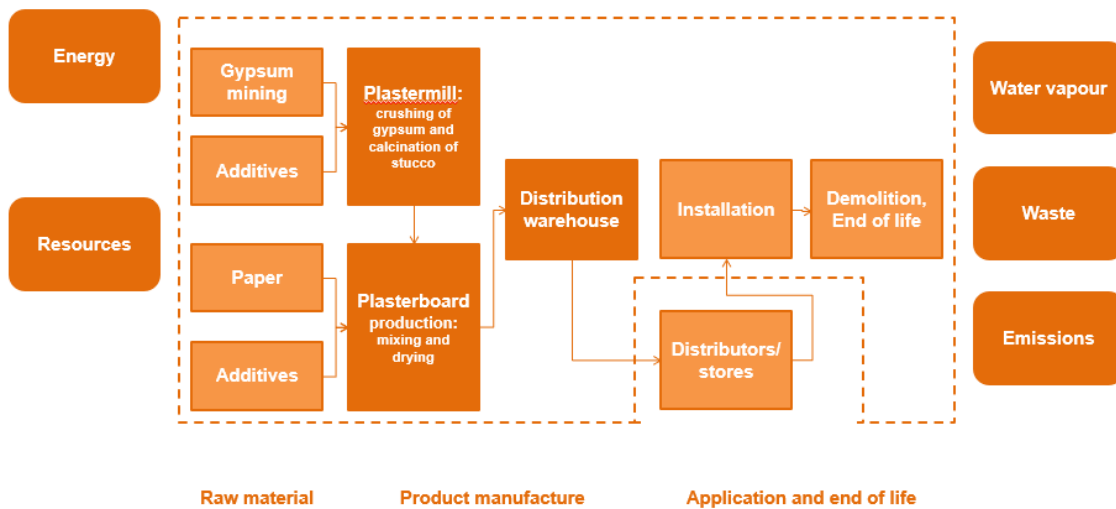 Energy
Resources
Gypsum
mining
Additives
Paper
Additives
Plastermill:
crushing of
gypsum and
calcination of
stucco
Plasterboard
production:
mixing and
drying
Distribution
warehouse
Installation
Demolition,
End of life
Distributors/
stores
Water vapour
Waste
Emissions
Raw material
Product manufacture
Application and end of life